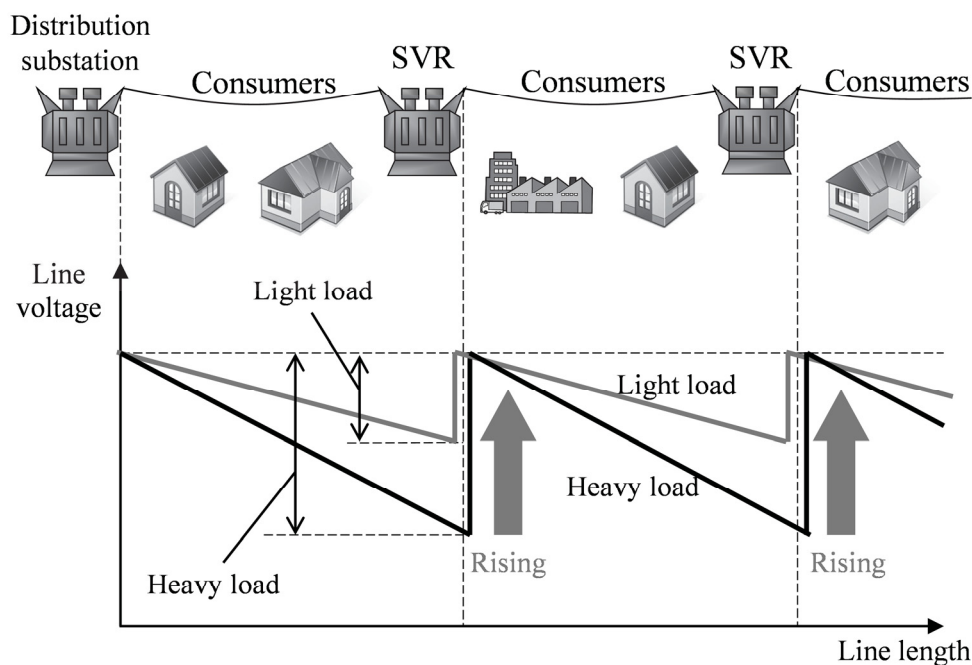 Distribution
substation
Consumers
SVR
Consumers
SVR
Consumers
Line
voltage
Light load
Light load
Heavy load
Rising
Rising
Heavy load
Line length